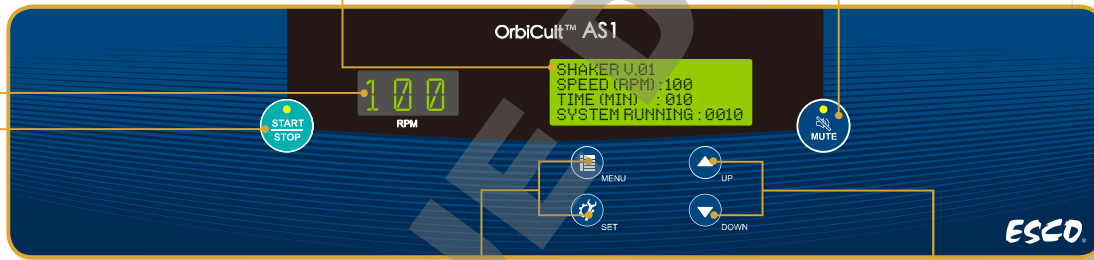 OrbiCult™ AS1
100
RPM
SHAKER V.01
SPEED (RPM) :100
TIME (MIN) : 010
SYSTEM RUNNING : 0010
START
STOP
MUTE
MENU
UP
SET
DOWN
ESCO